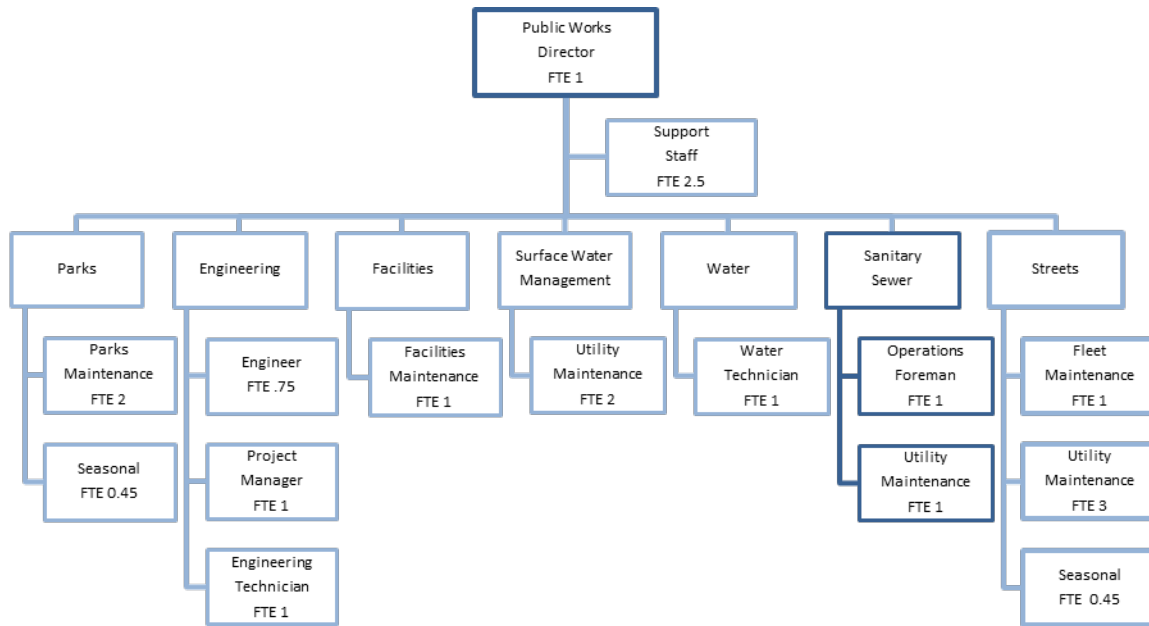 Public Works
Director
FTE 1
Support
Staff
FTE 2.5
Parks
Engineering
Facilities
Surface Water
Management
Water
Sanitary
Sewer
Streets
Parks
Maintenance
FTE 2
Engineer
FTE .75
Facilities
Maintenance
FTE 1
Utility
Maintenance
FTE 2
Water
Technician
FTE 1
Operations
Foreman
FTE 1
Fleet
Maintenance
FTE 1
Seasonal
FTE 0.45
Project
Manager
FTE 1
Utility
Maintenance
FTE 1
Utility
Maintenance
FTE 3
Engineering
Technician
FTE 1
Seasonal
FTE 0.45